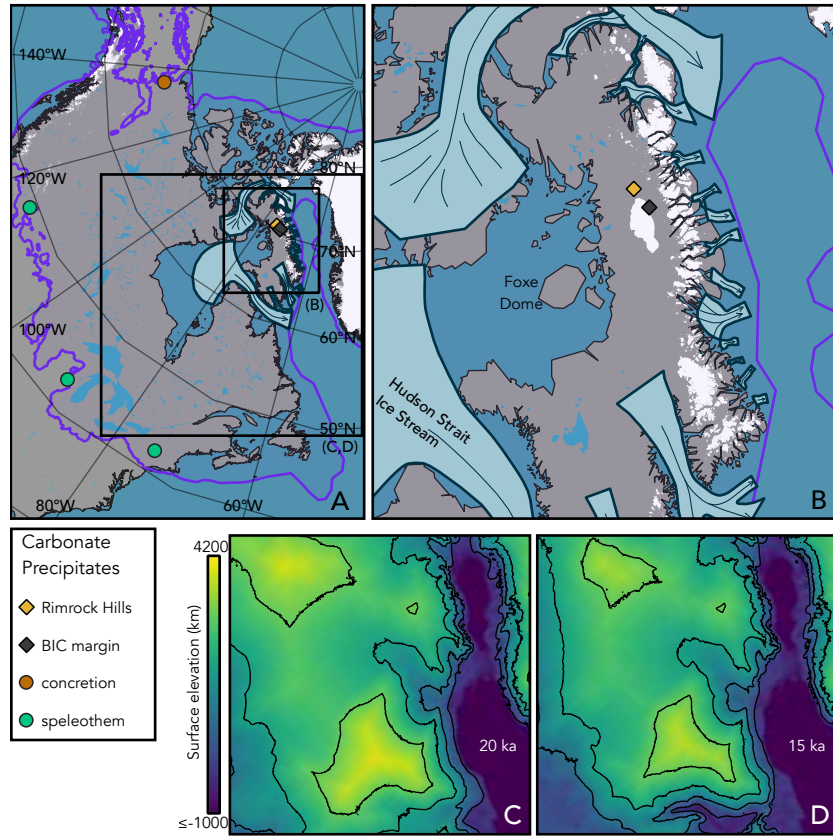 140°W
120°W
100°W
80°W
60°W
80°N
70°N
60°N
50°N
(B)
(C,D)
A
Foxe
Dome
Hudson Strait
Ice Stream
B
Carbonate
Precipitates
Rimrock Hills
BIC margin
concretion
speleothem
4200
Surface elevation (km)
≤-1000
20 ka
C
15 ka
D